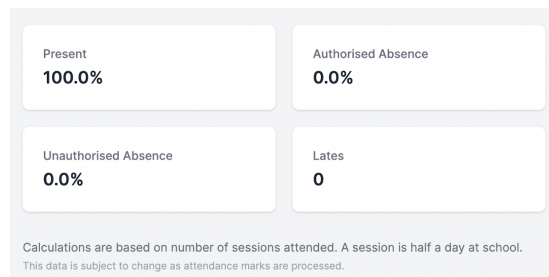 Present
100.0%
Authorised Absence
0.0%
Unauthorised Absence
0.0%
Lates
0
Calculations are based on number of sessions attended. A session is half a day at school.
This data is subject to change as attendance marks are processed.